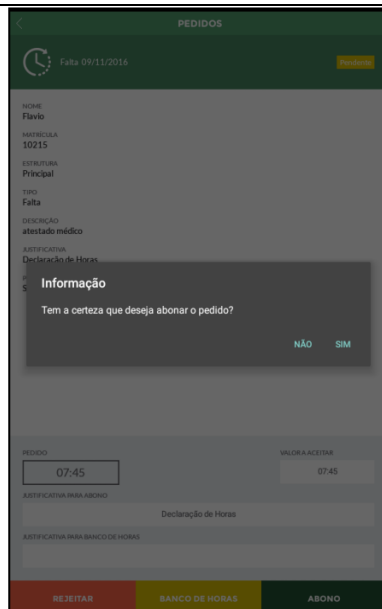 PEDIDOS
Falta 09/11/2016
Pendente
NOME
Flavio
MATRÍCULA
10215
ESTRUTURA
Principal
TIPO
Falta
DESCRIÇÃO
atestado médico
JUSTIFICATIVA
Declaração de Horas
Informação
Tem a certeza que deseja abonar o pedido?
NÃO SIM
PEDIDO
VALOR A ACEITAR
07:45
07:45
JUSTIFICATIVA PARA ABONO
Declaração de Horas
JUSTIFICATIVA PARA BANCO DE HORAS
REJEITAR BANCO DE HORAS ABONO